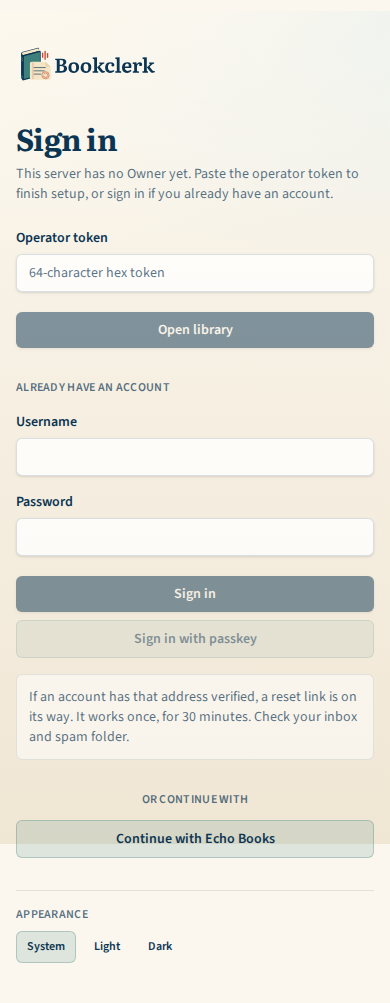 Bookclerk
Sign in
This server has no Owner yet. Paste the operator token to
finish setup, or sign in if you already have an account.
Operator token
64-character hex token
Open library
ALREADY HAVE AN ACCOUNT
Username
Password
Sign in
Sign in with passkey
If an account has that address verified, a reset link is on
its way. It works once, for 30 minutes. Check your inbox
and spam folder.
OR CONTINUE WITH
Continue with Echo Books
APPEARANCE
System Light Dark